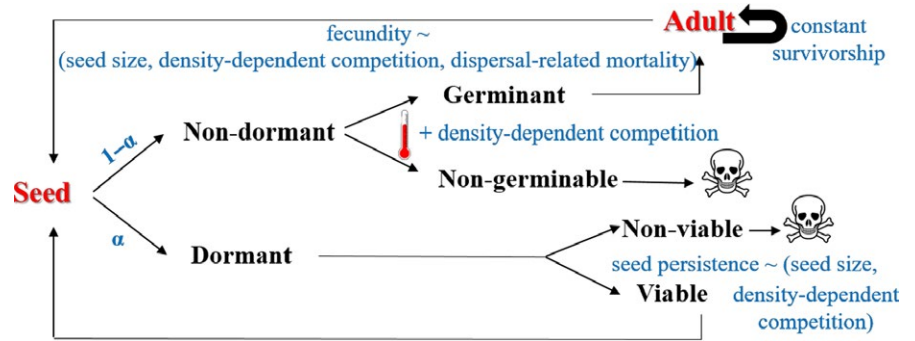 Adult
constant
survivorship
fecundity ~
(seed size, density-dependent competition, dispersal-related mortality)
Germinant
Non-dormant
+ density-dependent competition
1−α
Non-germinable
Seed
α
Non-viable
Dormant
seed persistence ~ (seed size,
Viable
density-dependent
competition)